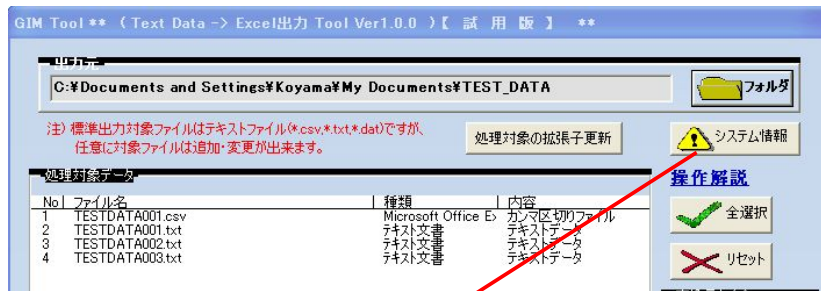 GIM Tool ** ( Text Data -> Excel出力 Tool Ver1.0.0 )【 試 用 版 】 **
出力元
C:¥Documents and Settings¥Koyama¥My Documents¥TEST_DATA
フォルダ
注) 標準出力対象ファイルはテキストファイル(*.csv,*.txt,*.dat)ですが、
任意に対象ファイルは追加・変更が出来ます。
処理対象の拡張子更新
システム情報
処理対象データ
操作解説
No| ファイル名 | 種類 | 内容
1 TESTDATA001.csv Microsoft Office E> カンマ区切りファイル
2 TESTDATA001.txt テキスト文書 テキストデータ
3 TESTDATA002.txt テキスト文書 テキストデータ
4 TESTDATA003.txt テキスト文書 テキストデータ
全選択
リセット